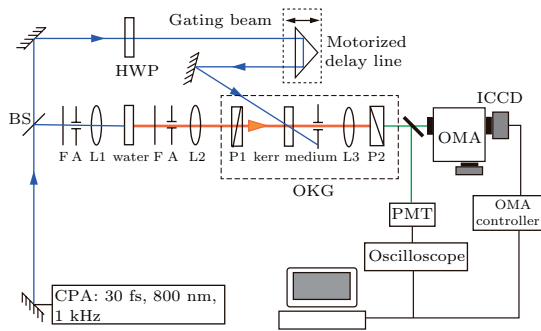 Gating beam
Motorized
delay line
HWP
BS
F A L1 water F A L2 P1 kerr medium L3 P2
OKG
ICCD
OMA
OMA
controller
PMT
Oscilloscope
CPA: 30 fs, 800 nm,
1 kHz